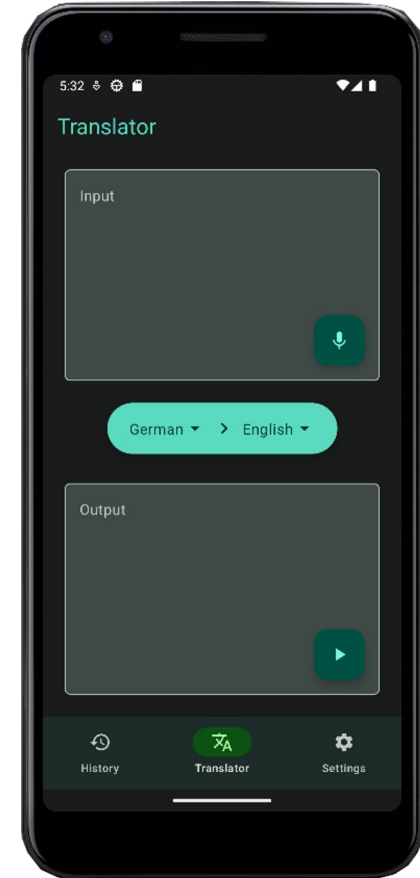 5:32
Translator
Input
German > English
Output
History Translator Settings